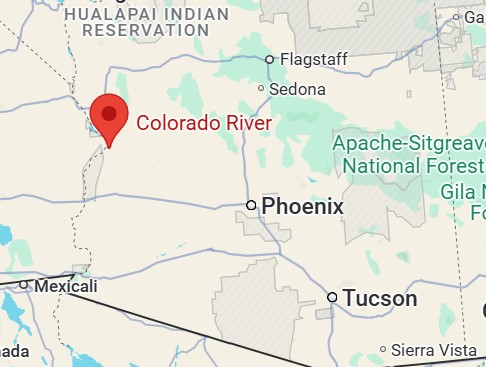 HUALAPAI INDIAN
RESERVATION
Ga
Flagstaff
Sedona
Colorado River
Apache-Sitgreave
National Forest
Gila N
Fo
Phoenix
Mexicali
Tucson
Sierra Vista
nada